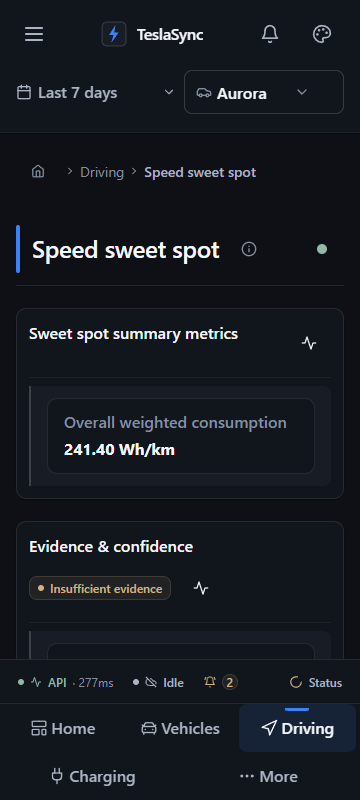 TeslaSync
Last 7 days
Aurora
Driving
Speed sweet spot
Speed sweet spot
Sweet spot summary metrics
Overall weighted consumption
241.40 Wh/km
Evidence & confidence
Insufficient evidence
API · 277ms
Idle
2
Status
Home
Vehicles
Driving
Charging
More